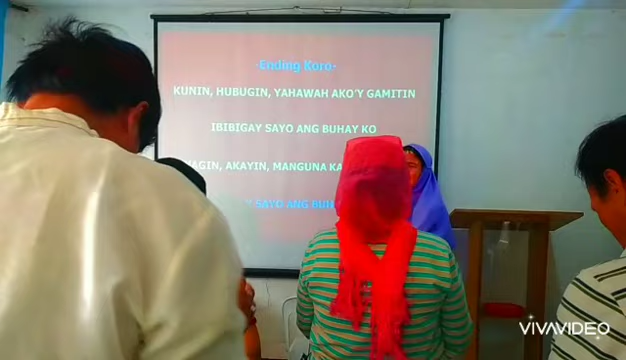 -Ending Koro-
KUNIN, HUBUGIN, YAHAWAH AKO'Y GAMITIN
IBIBIGAY SAYO ANG BUHAY KO
AKAYIN, MANGUNA
SAYO ANG
VIVAVIDEO